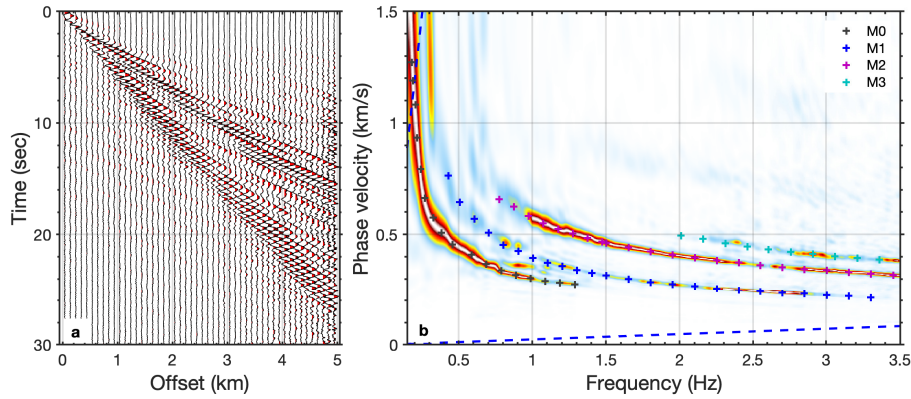 0
10
20
30
Time (sec)
a
0
1
2
3
4
5
Offset (km)
1.5
1
0.5
0
Phase velocity (km/s)
M0
M1
M2
M3
b
0.5
1
1.5
2
2.5
3
3.5
Frequency (Hz)